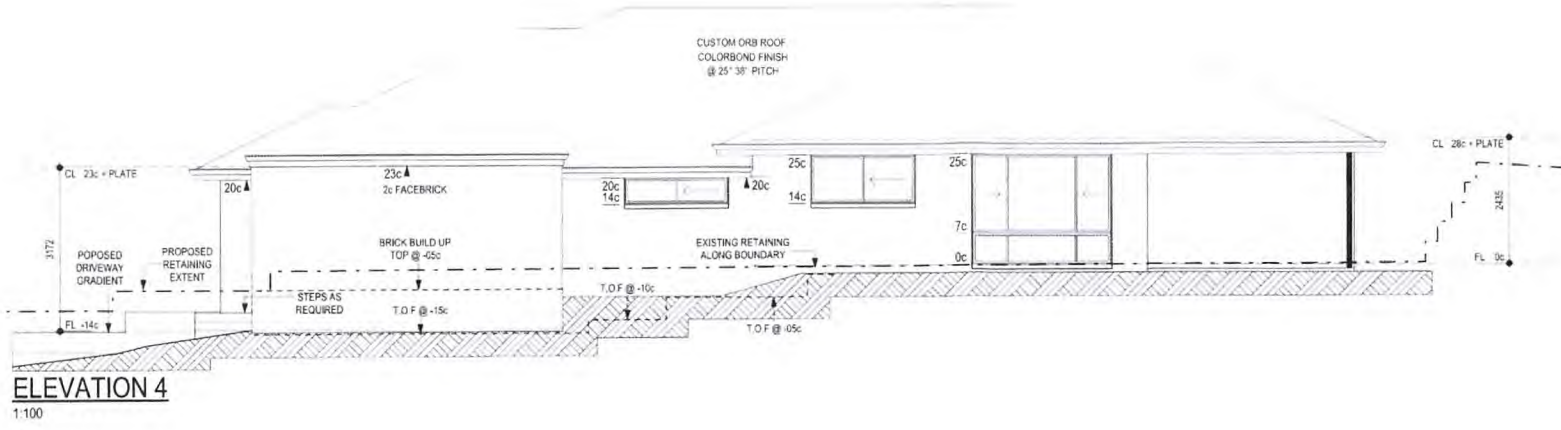 CUSTOM ORB ROOF
COLORBOND FINISH
@ 25° 38' PITCH
CL 23c + PLATE
20c
23c
2c FACEBRICK
20c
14c
20c
25c
14c
25c
7c
0c
CL 28c + PLATE
2485
FL 0c
3172
POPOSED
DRIVEWAY
GRADIENT
PROPOSED
RETAINING
EXTENT
BRICK BUILD UP
TOP @ -05c
EXISTING RETAINING
ALONG BOUNDARY
STEPS AS
REQUIRED
T.O.F @ -15c
T.O.F @ -10c
T.O.F @ -05c
FL -14c
ELEVATION 4
1:100